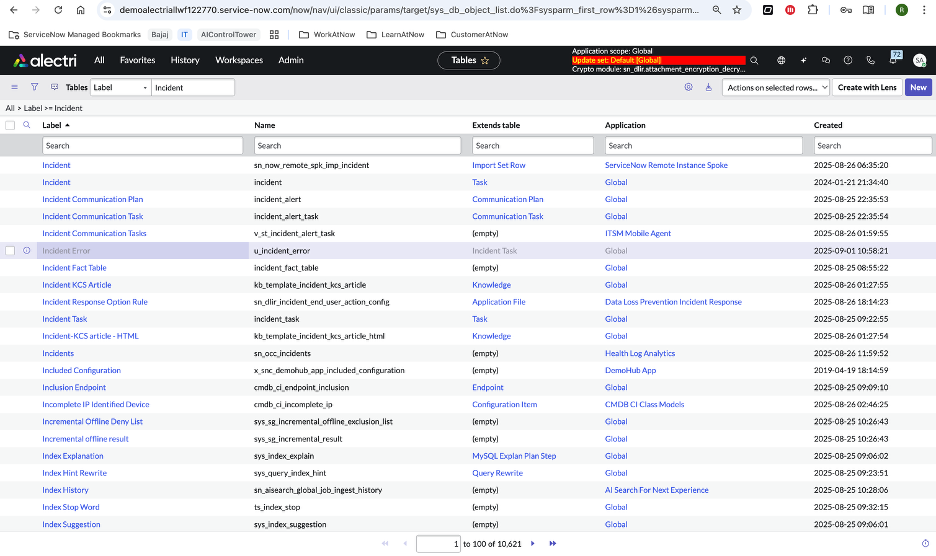 demoalectriallwf122770.service-now.com/now/nav/ui/classic/params/target/sys_db_object_list.do%3Fsysparm_first_row%3D1%26sysparm...
R
ServiceNow Managed Bookmarks Bajaj IT AIControlTower WorkAtNow LearnAtNow CustomerAtNow
alectri All Favorites History Workspaces Admin Tables
Application scope: Global
Update set: Default [Global]
Crypto module: sn_dlir.attachment_encryption_decry...
72
SA
Tables Label Incident Actions on selected rows... Create with Lens New
All > Label >= Incident
Label Name Extends table Application Created
Search Search Search Search Search
Incident sn_now_remote_spk_imp_incident Import Set Row ServiceNow Remote Instance Spoke 2025-08-26 06:35:20
Incident incident Task Global 2024-01-21 21:34:40
Incident Communication Plan incident_alert Communication Plan Global 2025-08-25 22:35:53
Incident Communication Task incident_alert_task Communication Task Global 2025-08-25 22:35:54
Incident Communication Tasks v_st_incident_alert_task (empty) ITSM Mobile Agent 2025-08-26 01:59:55
Incident Error u_incident_error Incident Task Global 2025-09-01 10:58:21
Incident Fact Table incident_fact_table (empty) Global 2025-08-25 08:55:22
Incident KCS Article kb_template_incident_kcs_article Knowledge Global 2025-08-26 01:27:55
Incident Response Option Rule sn_dlir_incident_end_user_action_config Application File Data Loss Prevention Incident Response 2025-08-26 18:14:23
Incident Task incident_task Task Global 2025-08-25 09:22:55
Incident-KCS article - HTML kb_template_incident_kcs_article_html Knowledge Global 2025-08-26 01:27:54
Incidents sn_occ_incidents (empty) Health Log Analytics 2025-08-26 11:59:52
Included Configuration x_snc_demohub_app_included_configuration (empty) DemoHub App 2019-04-19 18:14:59
Inclusion Endpoint cmdb_ci_endpoint_inclusion Endpoint Global 2025-08-25 09:09:10
Incomplete IP Identified Device cmdb_ci_incomplete_ip Configuration Item CMDB CI Class Models 2025-08-26 02:46:25
Incremental Offline Deny List sys_sg_incremental_offline_exclusion_list (empty) Global 2025-08-25 10:26:43
Incremental offline result sys_sg_incremental_result (empty) Global 2025-08-25 10:26:43
Index Explanation sys_index_explain MySQL Explan Plan Step Global 2025-08-25 09:06:02
Index Hint Rewrite sys_query_index_hint Query Rewrite Global 2025-08-25 09:23:51
Index History sn_aisearch_global_job_ingest_history (empty) AI Search For Next Experience 2025-08-25 10:28:06
Index Stop Word ts_index_stop (empty) Global 2025-08-25 09:32:15
Index Suggestion sys_index_suggestion (empty) Global 2025-08-25 09:06:01
1 to 100 of 10,621